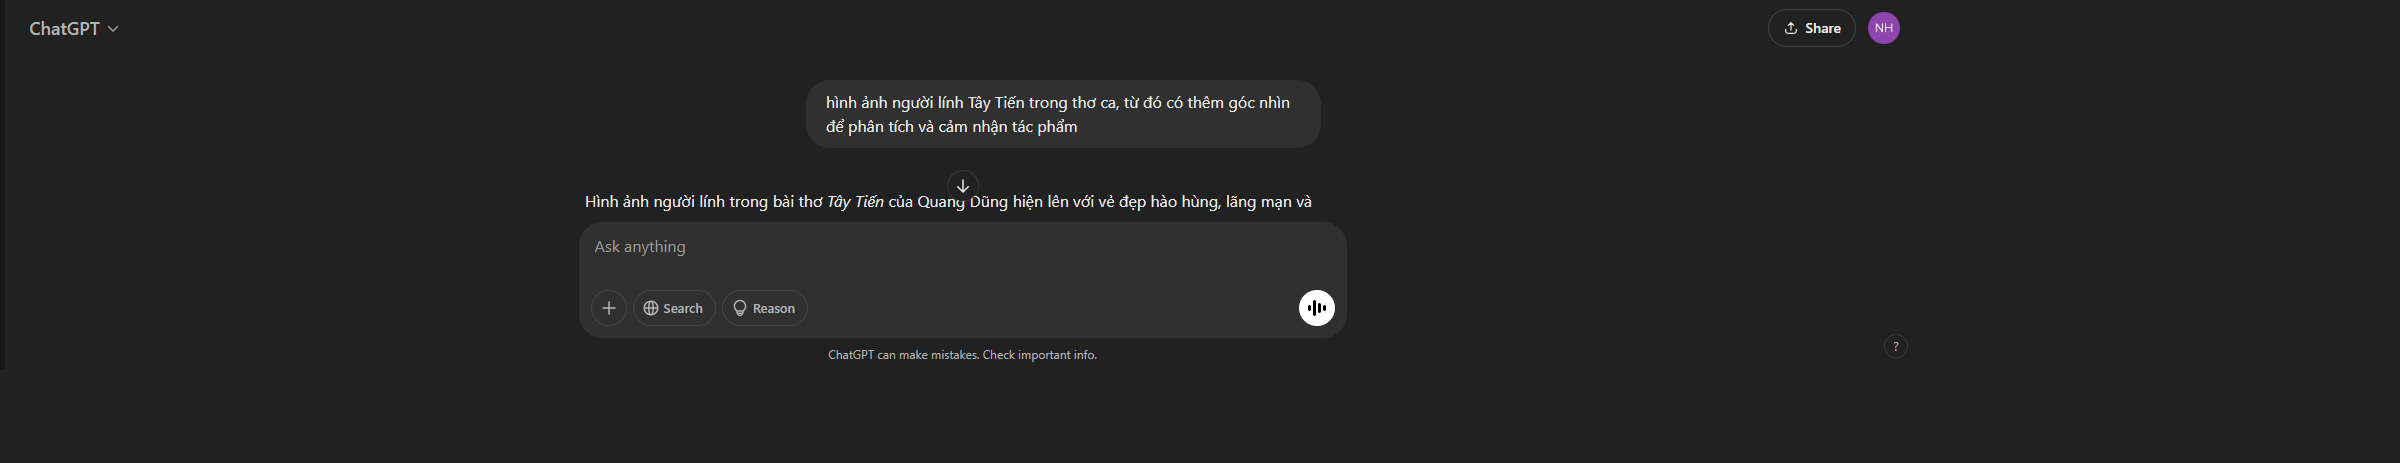 ChatGPT
Share
NH
hình ảnh người lính Tây Tiến trong thơ ca, từ đó có thêm góc nhìn
để phân tích và cảm nhận tác phẩm
Hình ảnh người lính trong bài thơ Tây Tiến của Quang Dũng hiện lên với vẻ đẹp hào hùng, lãng mạn và
Ask anything
Search
Reason
ChatGPT can make mistakes. Check important info.
?